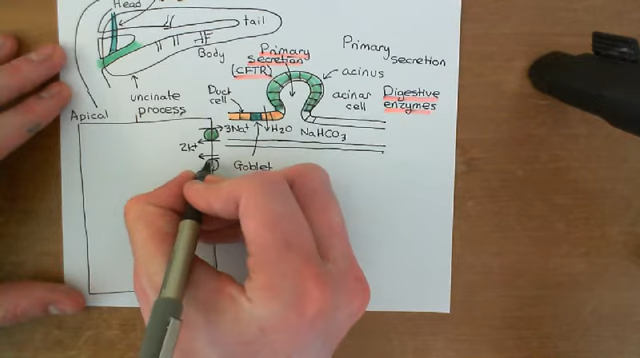 Head
tail
Body
uncinate
process
Primary
secretion
(CFTR)
Primary
secretion
acinus
acinar
cell
Digestive
enzymes
Duct
cell
Apical
3Na+
H2O
NaHCO3
2K+
Goblet